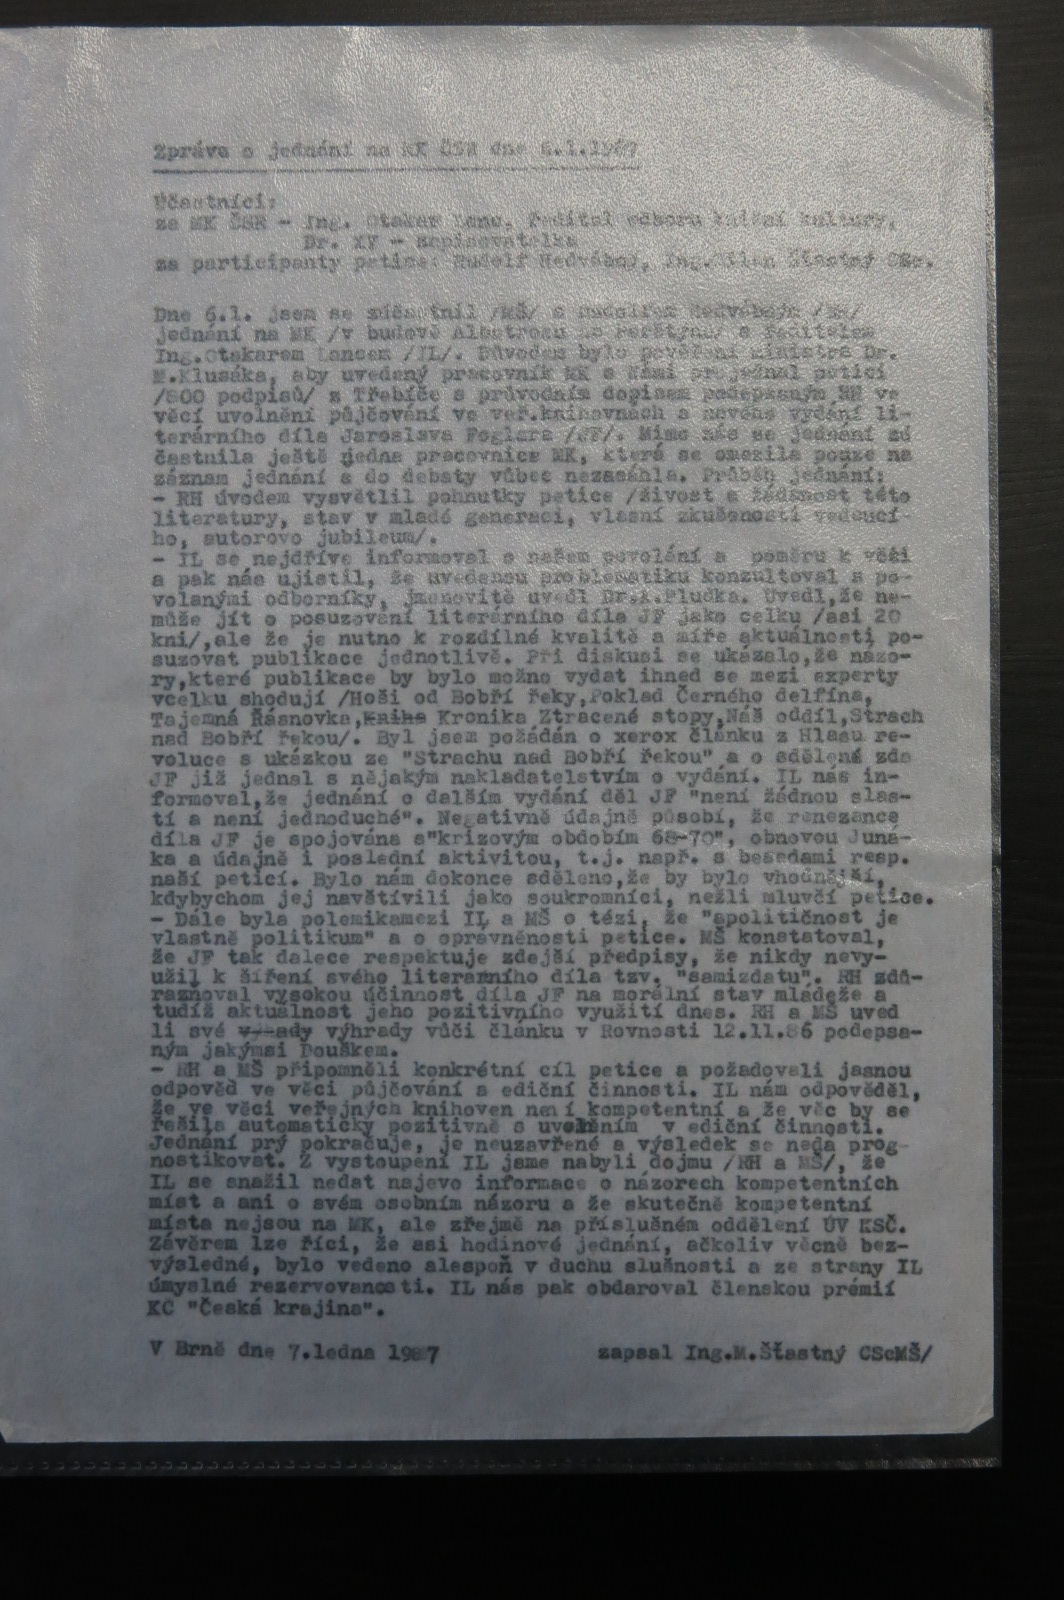 Zpráva o jednání na MK ČSR dne 6.1.1987
Účastníci:
za MK ČSR - Ing. Otakar Lanc, ředitel odboru knižní kultury,
Dr. XY - zapisovatelka
za participanty petice: Rudolf Hedvábný, Ing.Milan Šťastný CSc.
Dne 6.1. jsem se zúčastnil /MŠ/ s Rudolfem Hedvábným /RH/
jednání na MK /v budově Albatrosu na Perštýně/ s ředitelem
Ing.Otakarem Lancem /IL/. Důvodem bylo pověření ministra Dr.
M.Klusáka, aby uvedený pracovník MK s námi projednal petici
/800 podpisů/ z Třebíče s průvodním dopisem podepsaným RH ve
věci uvolnění půjčování ve veř.knihovnách a nového vydání li-
terárního díla Jaroslava Foglara /JF/. Mimo nás se jednání zú
častnila ještě jedna pracovnice MK, která se omezila pouze na
záznam jednání a do debaty vůbec nezasáhla. Průběh jednání:
- RH úvodem vysvětlil pohnutky petice /živost a žádanost této
literatury, stav v mladé generaci, vlastní zkušenosti vedoucí-
ho, autorovo jubileum/.
- IL se nejdříve informoval o našem povolání a  poměru k věci
a pak nás ujistil, že uvedenou problematiku konzultoval s po-
volanými odborníky, jmenovitě uvedl Dr.A.Pludka. Uvedl,že ne-
může jít o posuzování literárního díla JF jako celku /asi 20
kni/,ale že je nutno k rozdílné kvalitě a míře aktuálnosti po-
suzovat publikace jednotlivě. Při diskusi se ukázalo,že názo-
ry,které publikace by bylo možno vydat ihned se mezi experty
vcelku shodují /Hoši od Bobří řeky,Poklad Černého delfína,
Tajemná Řásnovka,Kniha Kronika Ztracené stopy,Náš oddíl,Strach
nad Bobří řekou/. Byl jsem požádán o xerox článku z Hlasu re-
voluce s ukázkou ze "Strachu nad Bobří řekou" a o sdělené zda
JF již jednal s nějakým nakladatelstvím o vydání. IL nás in-
formoval,že jednání o dalším vydání děl JF "není žádnou slas-
tí a není jednoduché". Negativně údajně působí, že renezance
díla JF je spojována s"krizovým obdobím 68-70", obnovou Juná-
ka a údajně i poslední aktivitou, t.j. např. s besedami resp.
naší peticí. Bylo nám dokonce sděleno,že by bylo vhodnější,
kdybychom jej navštívili jako soukromníci, nežli mluvčí petice.
- Dále byla polemikamezi IL a MŠ o tézi, že "apolitičnost je
vlastně politikum" a o oprávněnosti petice. MŠ konstatoval,
že JF tak dalece respektuje zdejší předpisy, že nikdy nevy-
užil k šíření svého literarního díla tzv. "samizdatu". RH zdů-
razňoval vysokou účinnost díla JF na morální stav mládeže a
tudíž aktuálnost jeho pozitivního využití dnes. RH a MŠ uved
li své výhrady vůči článku v Rovnosti 12.11.86 podepsa-
ným jakýmsi Douškem.
- RH a MŠ připomněli konkrétní cíl petice a požadovali jasnou
odpověd ve věci půjčování a ediční činnosti. IL nám odpověděl,
že ve věci veřejných knihoven není kompetentní a že věc by se
řešila automaticky pozitivně s uvolněním v ediční činnosti.
Jednání prý pokračuje, je neuzavřené a výsledek se nedá prog-
nostikovat. Z vystoupení IL jsme nabyli dojmu /RH a MŠ/, že
IL se snažil nedat najevo informace o názorech kompetentních
míst a ani o svém osobním názoru a že skutečně kompetentní
místa nejsou na MK, ale zřejmě na příslušném oddělení ÚV KSČ.
Závěrem lze říci, že asi hodinové jednání, ačkoliv věcně bez-
výsledné, bylo vedeno alespoň v duchu slušnosti a ze strany IL
úmyslné rezervovanosti. IL nás pak obdaroval členskou prémií
KČ "Česká krajina".
V Brně dne 7.ledna 1987 zapsal Ing.M.Šťastný CScMŠ/